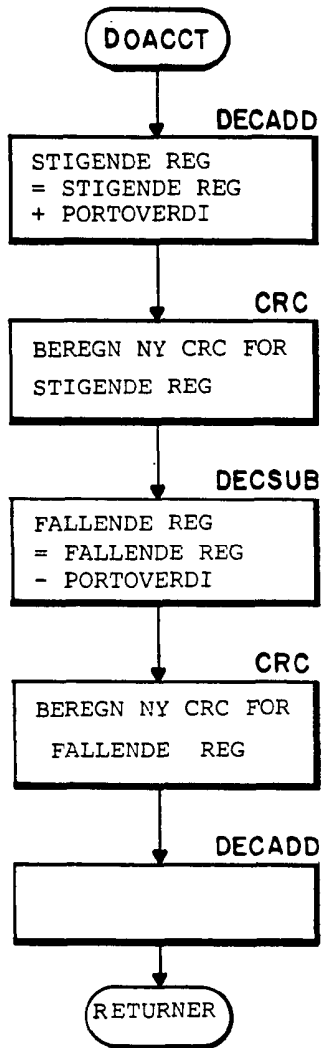 DOACCT
DECADD
STIGENDE REG
= STIGENDE REG
+ PORTOVERDI
CRC
BEREGN NY CRC FOR
STIGENDE REG
DECSUB
FALLENDE REG
= FALLENDE REG
- PORTOVERDI
CRC
BEREGN NY CRC FOR
FALLENDE REG
DECADD
RETURNER